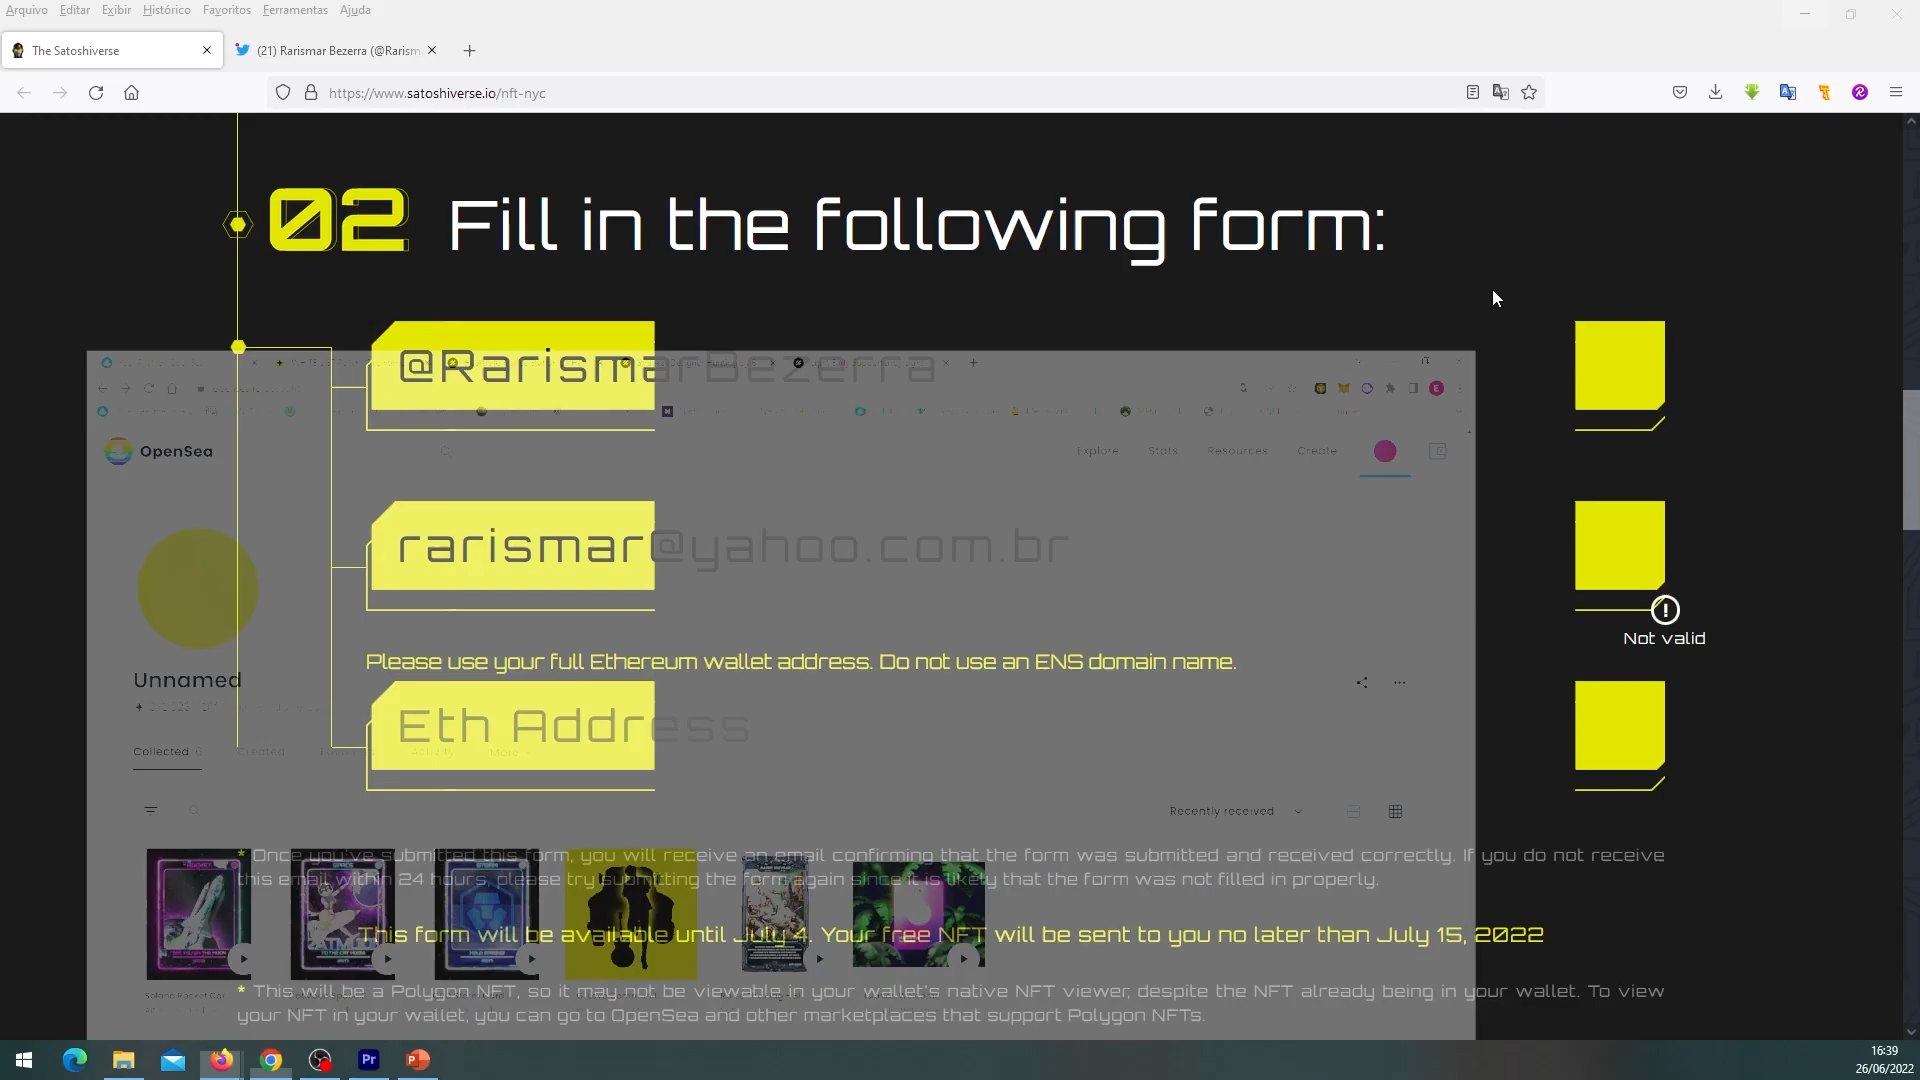 Arquivo Editar Exibir Histórico Favoritos Ferramentas Ajuda
The Satoshiverse
(21) Rarismar Bezerra (@Rarism
https://www.satoshiverse.io/nft-nyc
02 Fill in the following form:
@RarismarBezerra
OpenSea
Explore Stats Resources Create
E
rarismar@yahoo.com.br
Not valid
Please use your full Ethereum wallet address. Do not use an ENS domain name.
Unnamed
Eth Address
Collected Created Activity More
Recently received
* Once you've submitted this form, you will receive an email confirming that the form was submitted and received correctly. If you do not receive
this email within 24 hours, please try submitting the form again since it is likely that the form was not filled in properly.
This form will be available until July 4. Your free NFT will be sent to you no later than July 15, 2022
* This will be a Polygon NFT, so it may not be viewable in your wallet's native NFT viewer, despite the NFT already being in your wallet. To view
your NFT in your wallet, you can go to OpenSea and other marketplaces that support Polygon NFTs.
Pr
P
16:39
26/06/2022